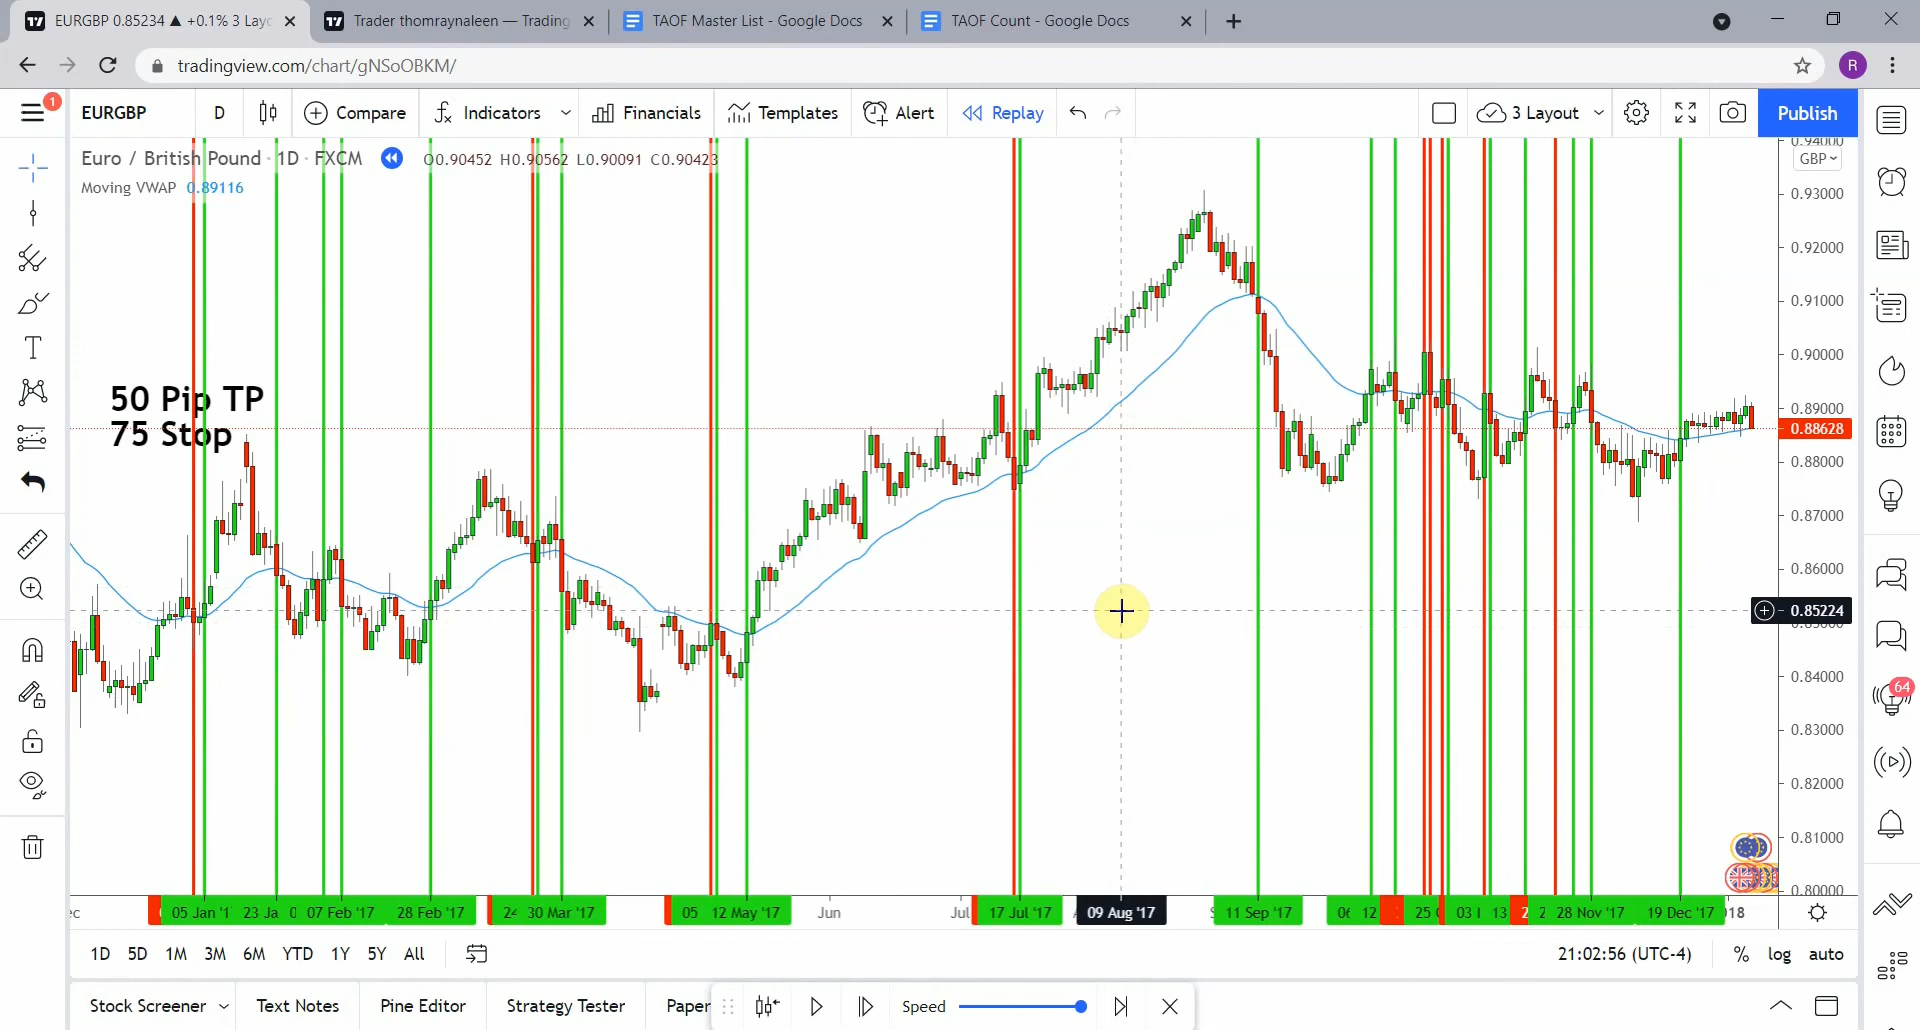 EURGBP 0.85234 ▲ +0.1% 3 Layo
Trader thomraynaleen — Trading
TAOF Master List - Google Docs
TAOF Count - Google Docs
tradingview.com/chart/gNSoOBKM/
R
1
EURGBP
D
Compare
Indicators
Financials
Templates
Alert
Replay
3 Layout
Publish
Euro / British Pound · 1D · FXCM
O0.90452 H0.90562 L0.90091 C0.90423
Moving VWAP 0.89116
50 Pip TP
75 Stop
0.94000
GBP
0.93000
0.92000
0.91000
0.90000
0.89000
0.88628
0.88000
0.87000
0.86000
0.85224
0.85000
0.84000
0.83000
0.82000
0.81000
0.80000
64
05 Jan '1
23 Ja
07 Feb '17
28 Feb '17
24
30 Mar '17
05
12 May '17
Jun
Jul
17 Jul '17
09 Aug '17
11 Sep '17
06
12
25
03
13
2
28 Nov '17
19 Dec '17
18
1D 5D 1M 3M 6M YTD 1Y 5Y All
21:02:56 (UTC-4)
% log auto
Stock Screener
Text Notes
Pine Editor
Strategy Tester
Paper
Speed